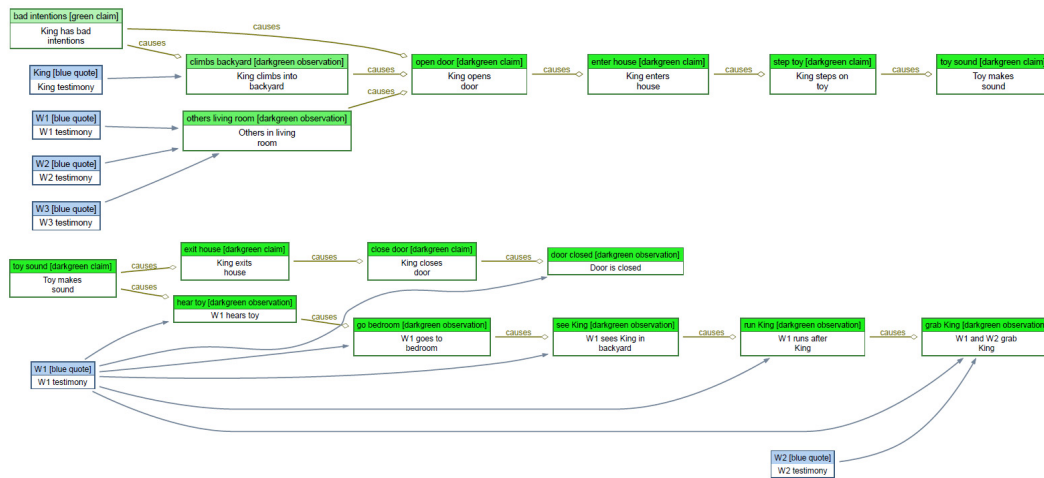 bad intentions [green claim]
King has bad
intentions
causes
causes
King [blue quote]
King testimony
climbs backyard [darkgreen observation]
King climbs into
backyard
causes
open door [darkgreen claim]
King opens
door
causes
enter house [darkgreen claim]
King enters
house
causes
step toy [darkgreen claim]
King steps on
toy
causes
toy sound [darkgreen claim]
Toy makes
sound
causes
W1 [blue quote]
W1 testimony
others living room [darkgreen observation]
Others in living
room
W2 [blue quote]
W2 testimony
W3 [blue quote]
W3 testimony
toy sound [darkgreen claim]
Toy makes
sound
causes
causes
exit house [darkgreen claim]
King exits
house
causes
close door [darkgreen claim]
King closes
door
causes
door closed [darkgreen observation]
Door is closed
hear toy [darkgreen observation]
W1 hears toy
causes
go bedroom [darkgreen observation]
W1 goes to
bedroom
causes
see King [darkgreen observation]
W1 sees King in
backyard
causes
run King [darkgreen observation]
W1 runs after
King
causes
grab King [darkgreen observation]
W1 and W2 grab
King
W1 [blue quote]
W1 testimony
W2 [blue quote]
W2 testimony